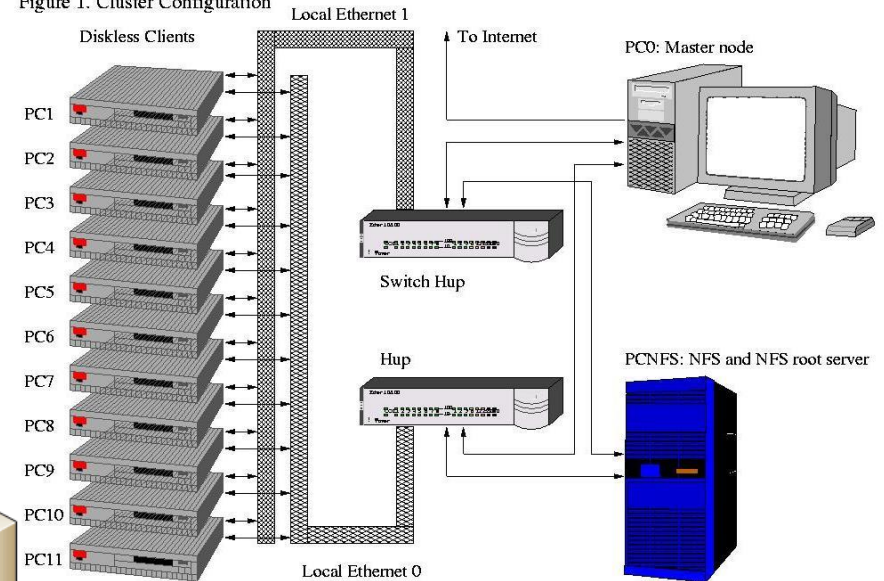 Figure 1. Cluster Configuration
Local Ethernet 1
Diskless Clients
To Internet
PC0: Master node
PC1
PC2
PC3
PC4
PC5
PC6
PC7
PC8
PC9
PC10
PC11
Switch Hup
Hup
PCNFS: NFS and NFS root server
Local Ethernet 0